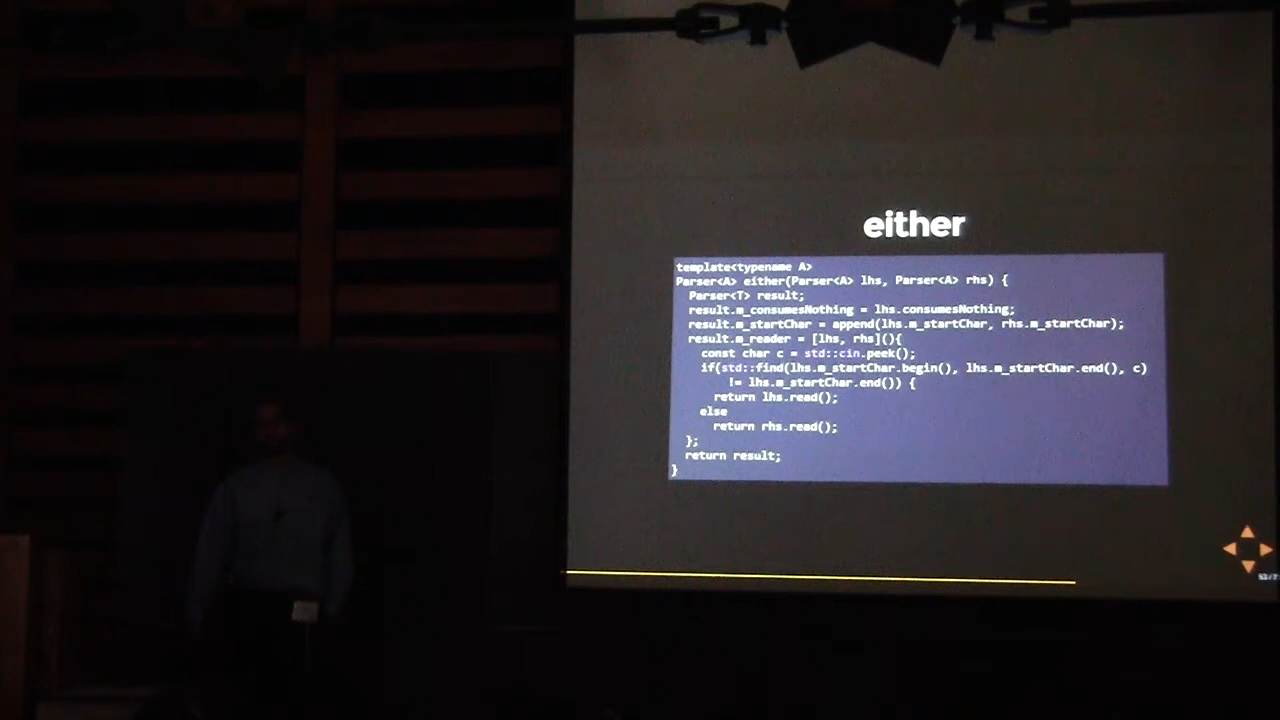 either
template<typename A>
Parser<A> either(Parser<A> lhs, Parser<A> rhs) {
Parser<T> result;
result.m_consumesNothing = lhs.consumesNothing;
result.m_startChar = append(lhs.m_startChar, rhs.m_startChar);
result.m_reader = [lhs, rhs](){
const char c = std::cin.peek();
if(std::find(lhs.m_startChar.begin(), lhs.m_startChar.end(), c)
!= lhs.m_startChar.end()) {
return lhs.read();
else
return rhs.read();
};
return result;
}